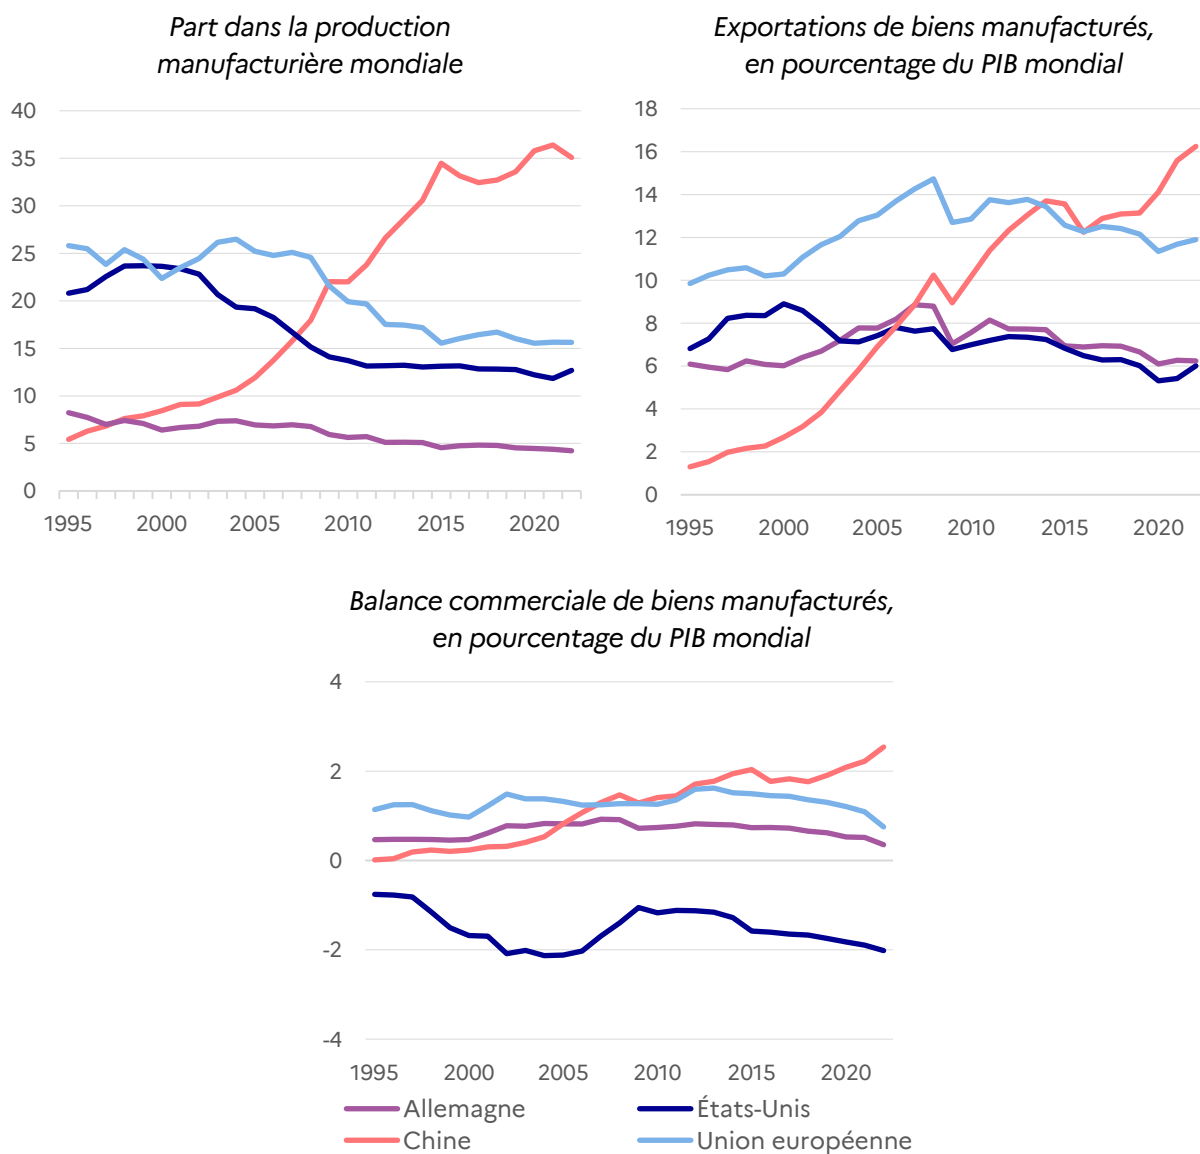 Part dans la production
manufacturière mondiale
40
35
30
25
20
15
10
5
0
1995 2000 2005 2010 2015 2020
Exportations de biens manufacturés,
en pourcentage du PIB mondial
18
16
14
12
10
8
6
4
2
0
1995 2000 2005 2010 2015 2020
Balance commerciale de biens manufacturés,
en pourcentage du PIB mondial
4
2
0
-2
-4
1995 2000 2005 2010 2015 2020
Allemagne États-Unis
Chine Union européenne